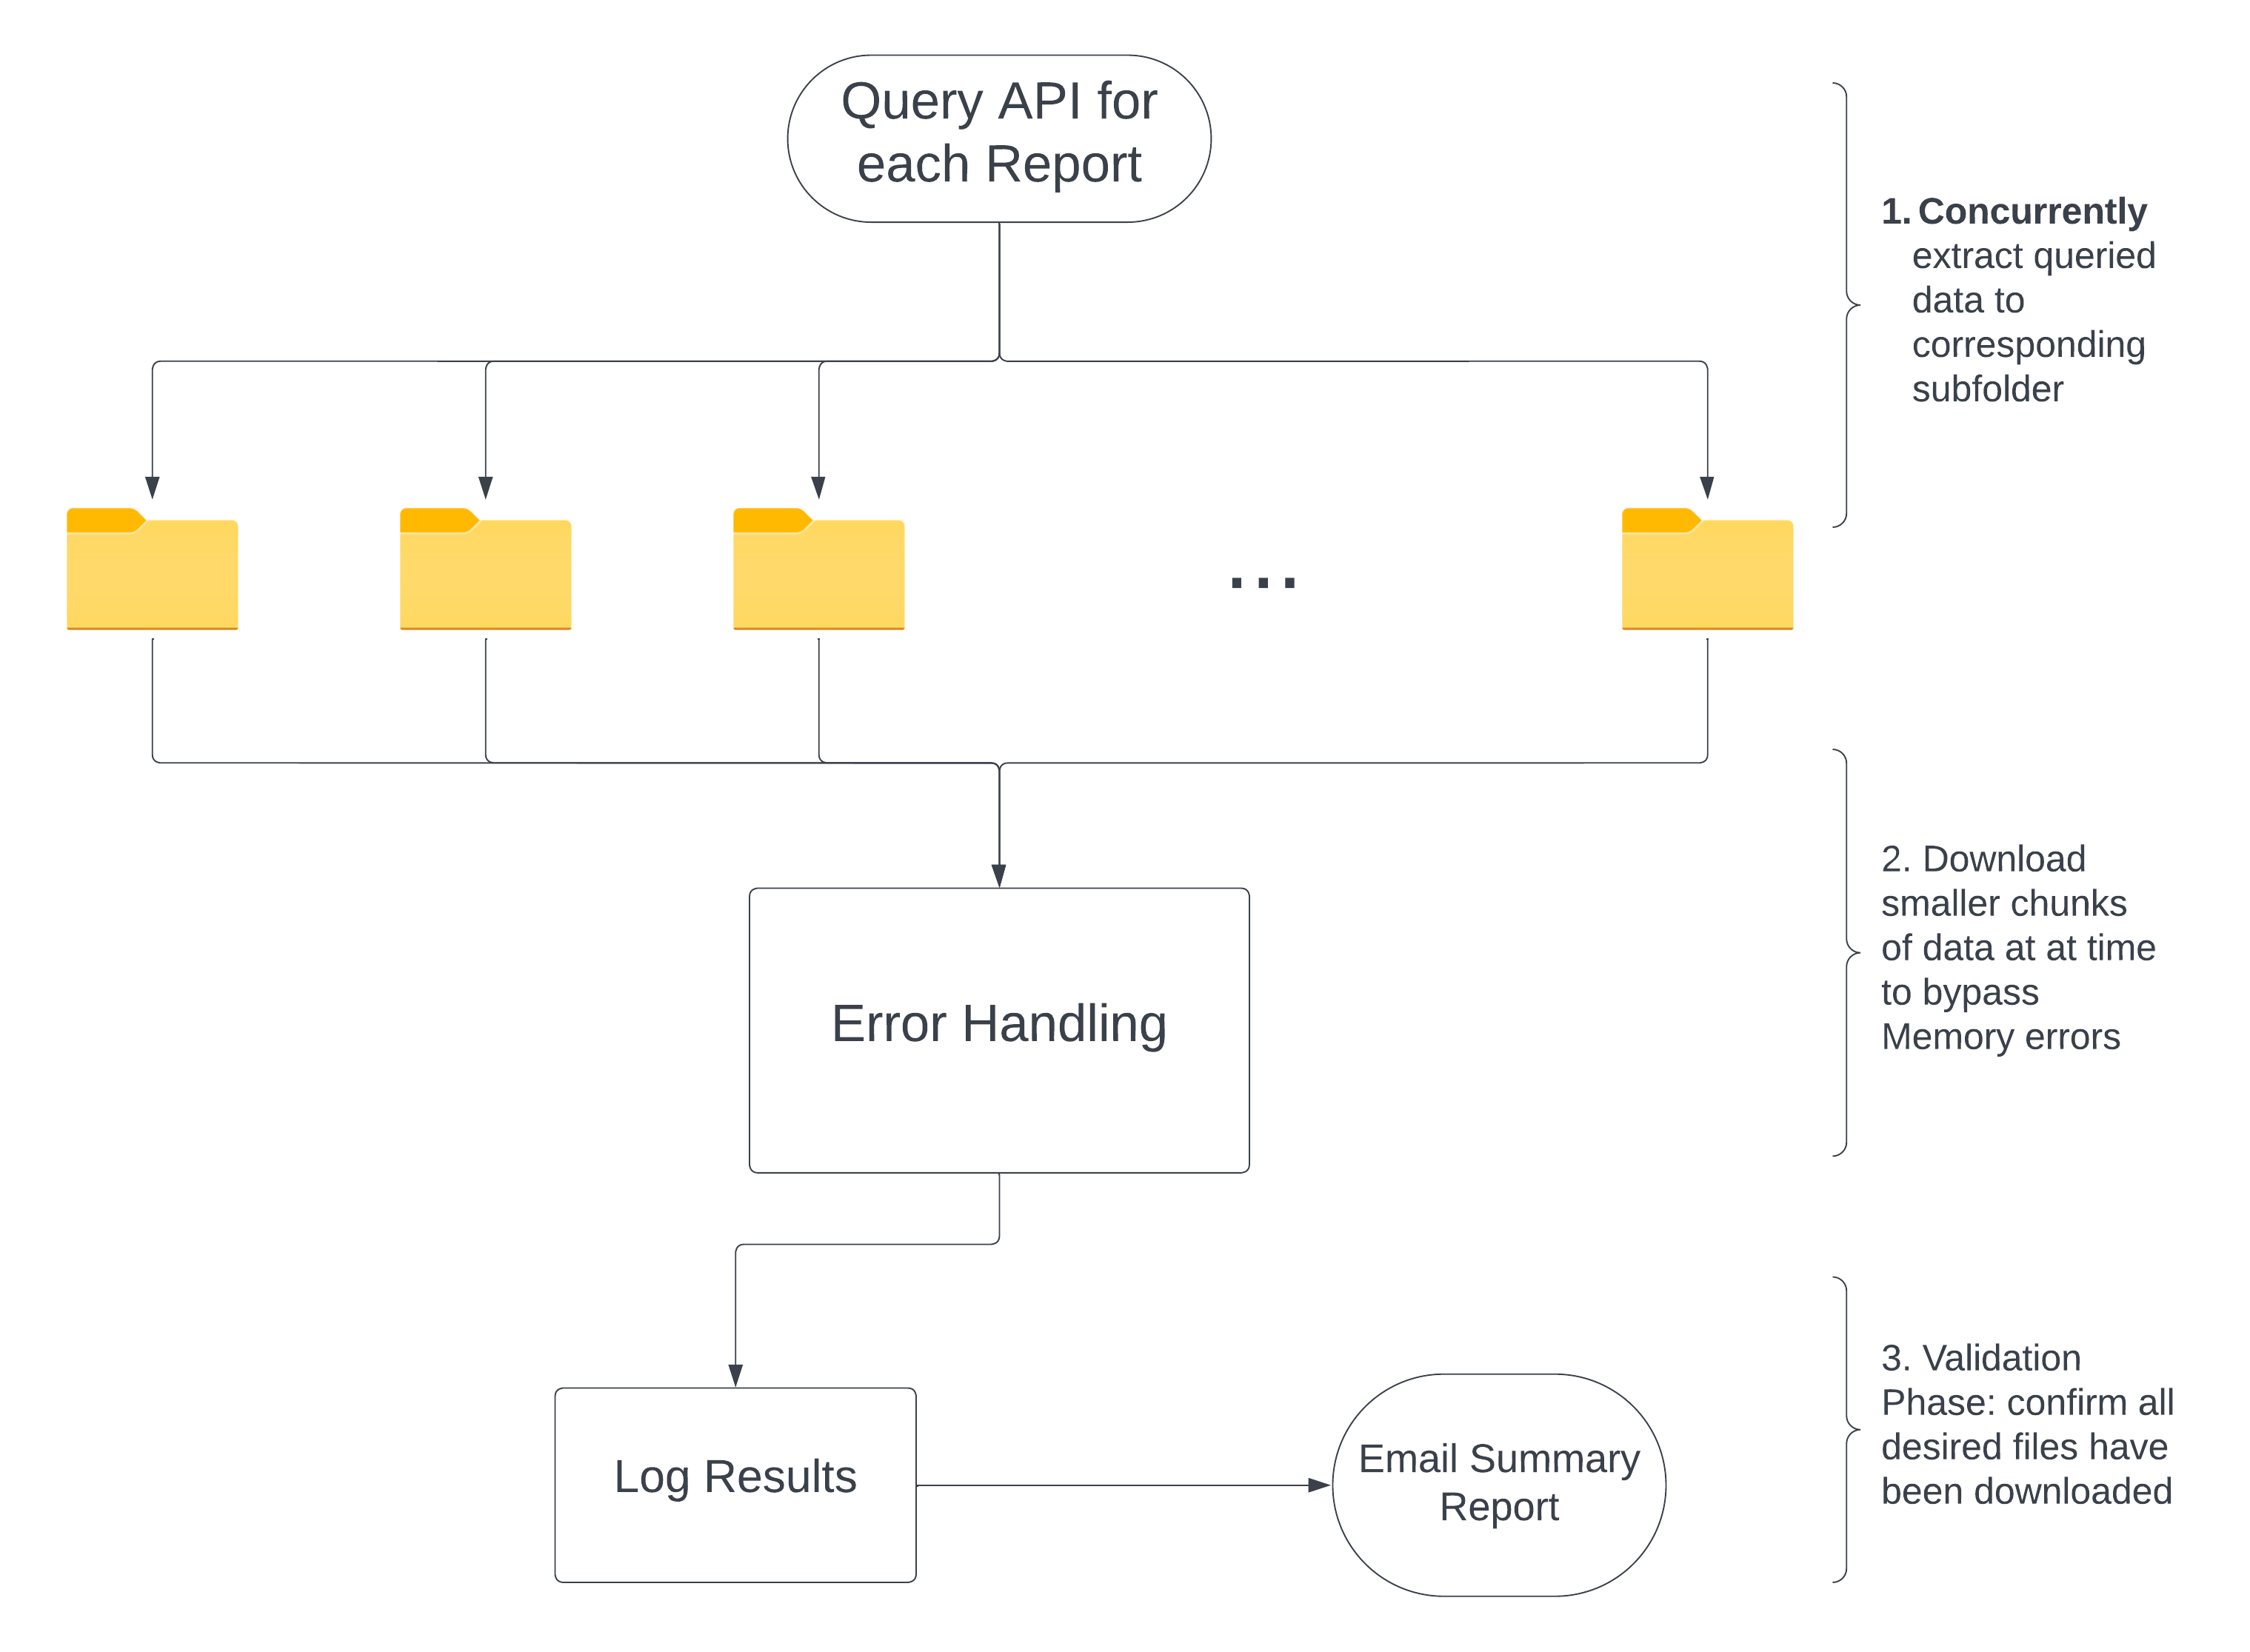 Query API for
each Report
1. Concurrently
extract queried
data to
corresponding
subfolder
...
2. Download
smaller chunks
of data at at time
to bypass
Memory errors
Error Handling
3. Validation
Phase: confirm all
desired files have
been downloaded
Log Results
Email Summary
Report